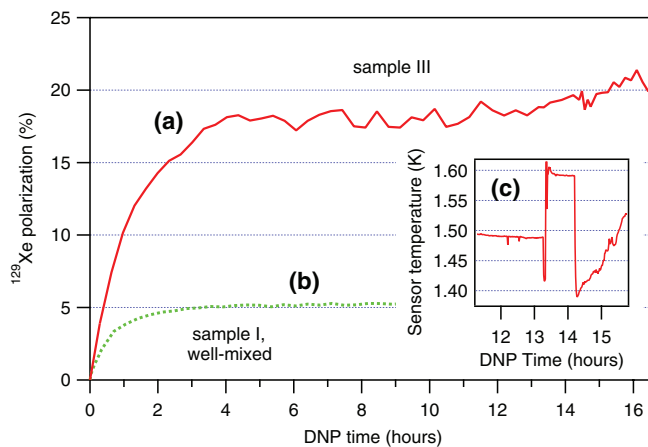 25
20
15
10
5
0
¹²⁹Xe polarization (%)
sample III
(a)
(b)
sample I,
well-mixed
(c)
Sensor temperature (K)
1.60
1.55
1.50
1.45
1.40
12 13 14 15
DNP Time (hours)
0 2 4 6 8 10 12 14 16
DNP time (hours)